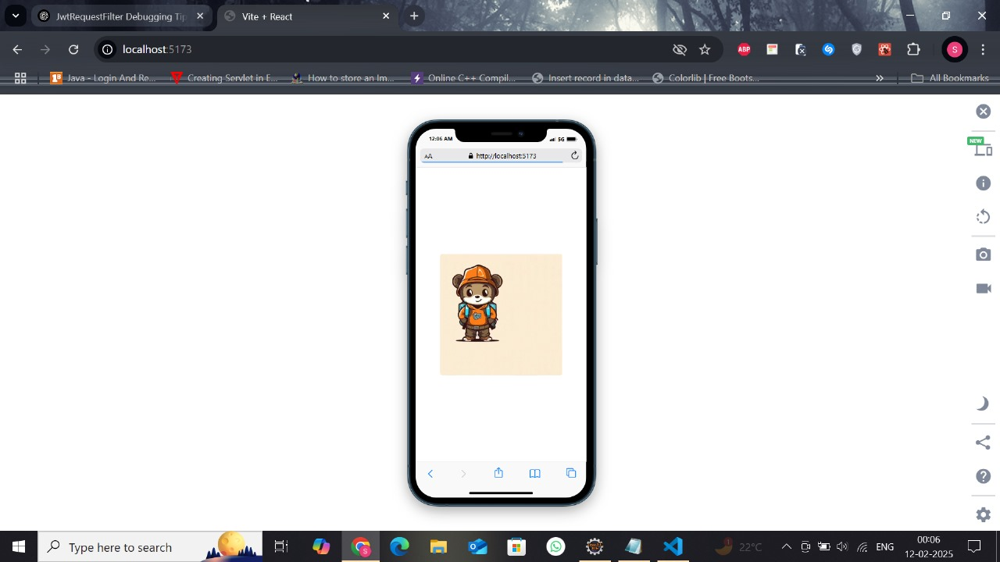 JwtRequestFilter Debugging Tip
Vite + React
localhost:5173
ABP
S
Java - Login And Re...
Creating Servlet in E...
How to store an Im...
Online C++ Compil...
Insert record in data...
Colorlib | Free Boots...
All Bookmarks
NEW
12:06 AM
5G
AA
http://localhost:5173
Type here to search
22°C
ENG
00:06
12-02-2025